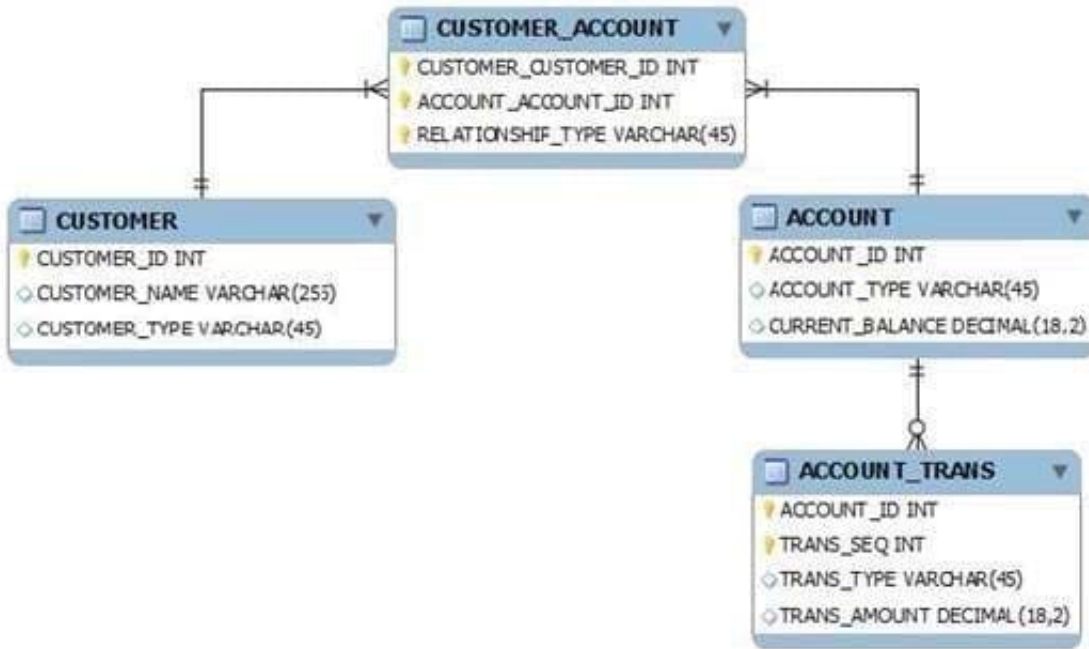 CUSTOMER_ACCOUNT
CUSTOMER_CUSTOMER_ID INT
ACCOUNT_ACCOUNT_ID INT
RELATIONSHIP_TYPE VARCHAR(45)
CUSTOMER
CUSTOMER_ID INT
CUSTOMER_NAME VARCHAR(255)
CUSTOMER_TYPE VARCHAR(45)
ACCOUNT
ACCOUNT_ID INT
ACCOUNT_TYPE VARCHAR(45)
CURRENT_BALANCE DECIMAL(18,2)
ACCOUNT_TRANS
ACCOUNT_ID INT
TRANS_SEQ INT
TRANS_TYPE VARCHAR(45)
TRANS_AMOUNT DECIMAL(18,2)